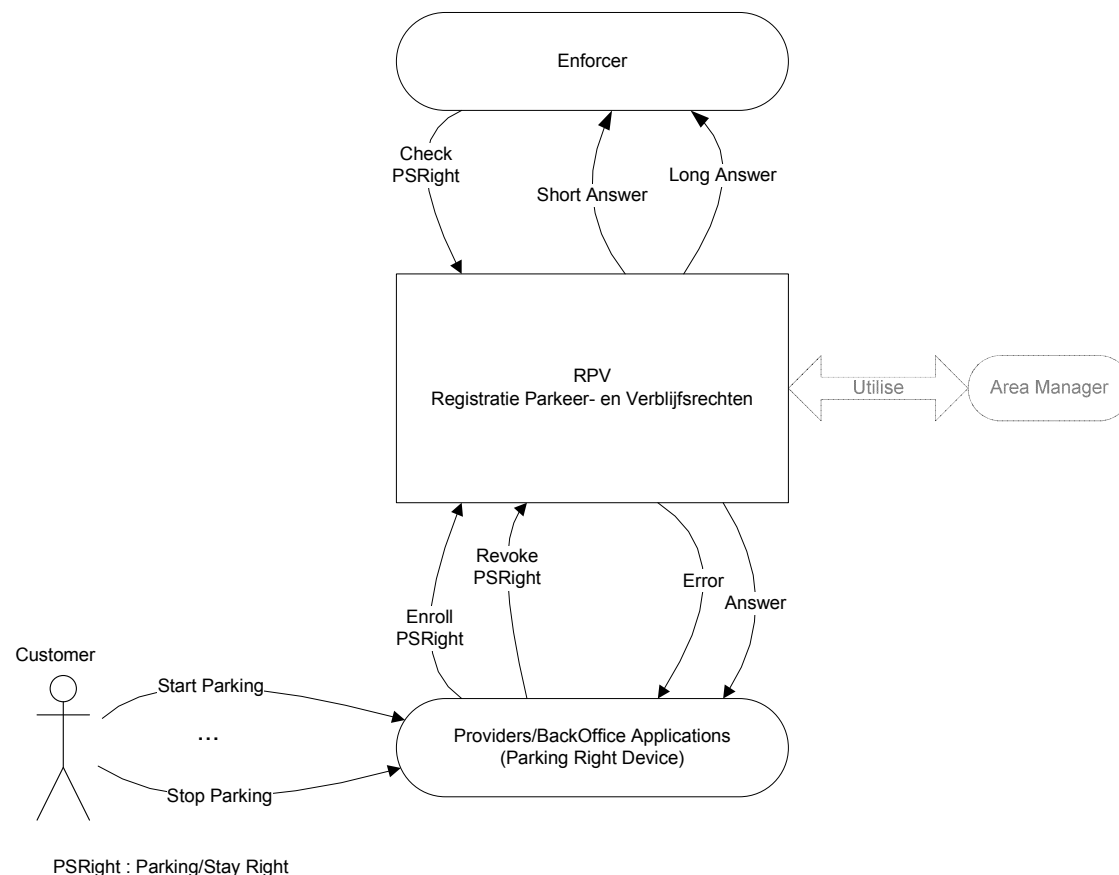 Enforcer
Check
PSRight
Short Answer
Long Answer
RPV
Registratie Parkeer- en Verblijfsrechten
Utilise
Area Manager
Revoke
PSRight
Error
Enroll
PSRight
Answer
Customer
Start Parking
...
Stop Parking
Providers/BackOffice Applications
(Parking Right Device)
PSRight : Parking/Stay Right